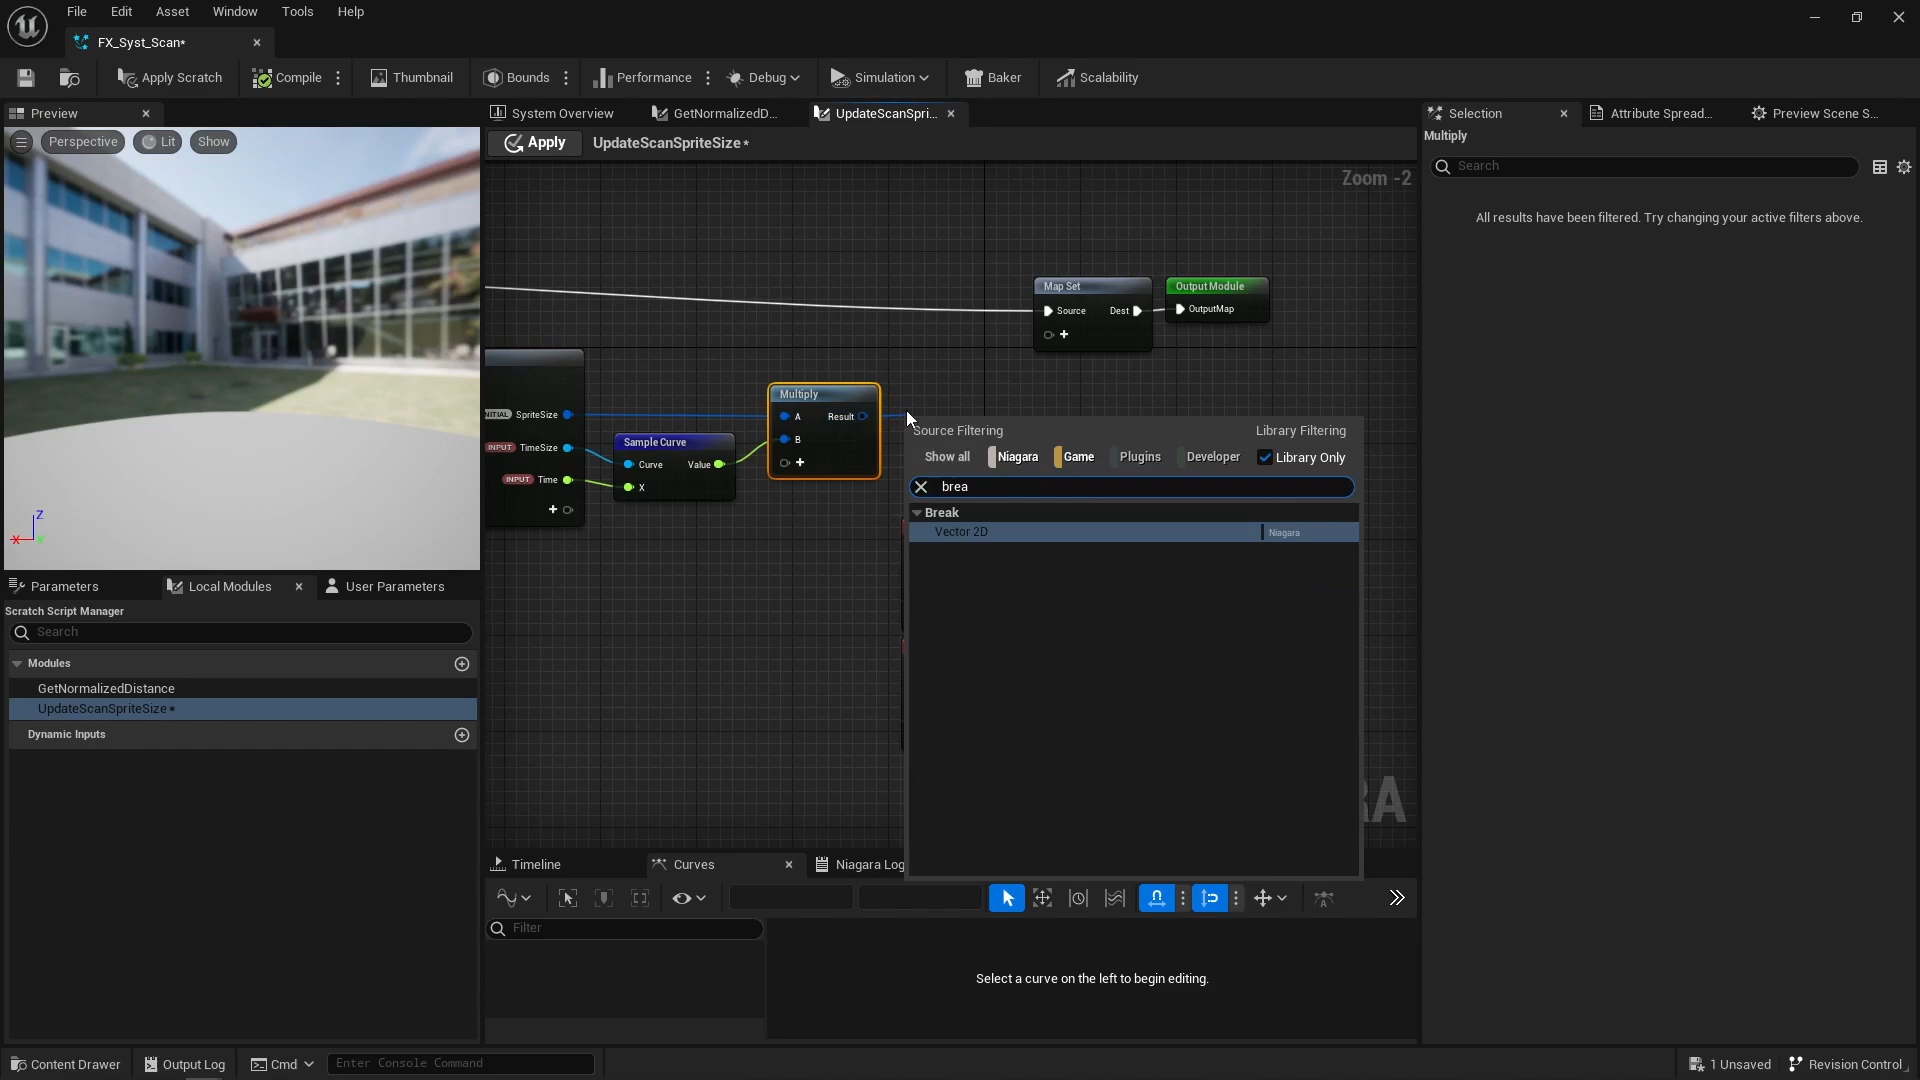 File Edit Asset Window Tools Help
FX_Syst_Scan*
Apply Scratch Compile Thumbnail Bounds Performance Debug Simulation Baker Scalability
Preview System Overview GetNormalizedD... UpdateScanSpri... Selection Attribute Spread... Preview Scene S...
Perspective Lit Show
Apply UpdateScanSpriteSize*
Multiply
Search
Zoom -2
All results have been filtered. Try changing your active filters above.
Map Set Output Module
Source Dest OutputMap
Multiply
A Result
B
NITIAL SpriteSize
INPUT TimeSize
INPUT Time
Sample Curve
Curve Value
X
Source Filtering Library Filtering
Show all Niagara Game Plugins Developer Library Only
brea
Break
Vector 2D Niagara
Z
X
Parameters Local Modules User Parameters
Scratch Script Manager
Search
Modules
GetNormalizedDistance
UpdateScanSpriteSize*
Dynamic Inputs
RA
Timeline Curves Niagara Log
Filter
Select a curve on the left to begin editing.
Content Drawer Output Log Cmd Enter Console Command 1 Unsaved Revision Control